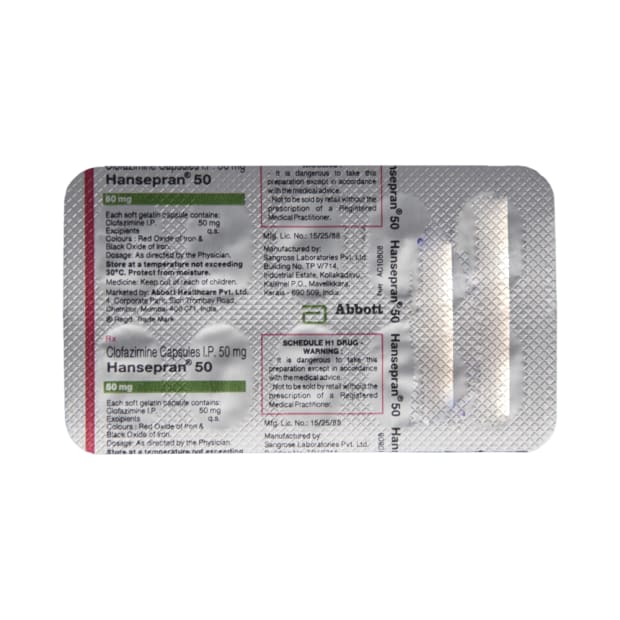 Clofazimine Capsules I.P. 50 mg
Hansepran® 50
50 mg
Each soft gelatin capsule contains:
Clofazimine I.P. 50 mg
Excipients q.s.
Colours : Red Oxide of Iron &
Black Oxide of Iron.
Dosage: As directed by the Physician.
Store at a temperature not exceeding
30°C. Protect from moisture.
Medicine: Keep out of reach of children.
Marketed by: Abbott Healthcare Pvt. Ltd.
4, Corporate Park, Sion Trombay Road,
Chembur, Mumbai 400 071, India.
® Regd. Trade Mark
Rx
Clofazimine Capsules I.P. 50 mg
Hansepran® 50
50 mg
Each soft gelatin capsule contains:
Clofazimine I.P. 50 mg
Excipients q.s.
Colours : Red Oxide of Iron &
Black Oxide of Iron.
Dosage: As directed by the Physician.
Store at a temperature not exceeding
WARNING :
- It is dangerous to take this
preparation except in accordance
with the medical advice.
- Not to be sold by retail without the
prescription of a Registered
Medical Practitioner.
Mfg. Lic. No.: 15/25/88
Manufactured by:
Sangrose Laboratories Pvt. Ltd.
Building No. TP V/714,
Industrial Estate, Kollakadavu,
Kaiimel P.O., Mavelikkara,
Kerala - 690 509, India.
Abbott
SCHEDULE H1 DRUG -
WARNING :
- It is dangerous to take this
preparation except in accordance
with the medical advice.
- Not to be sold by retail without the
prescription of a Registered
Medical Practitioner.
Mfg. Lic. No.: 15/25/88
Manufactured by:
Sangrose Laboratories Pvt. Ltd.
AO10808
Hansepran® 50
Hansepran® 50
Hansepran® 50